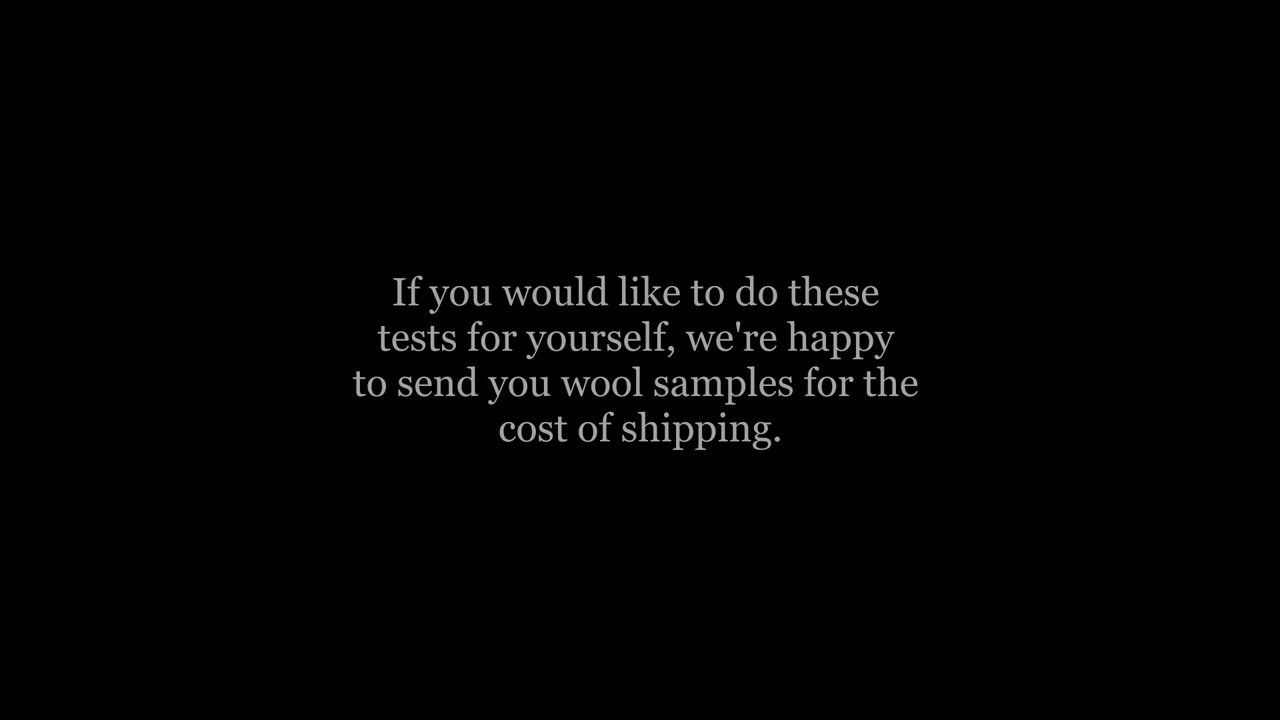 If you would like to do these
tests for yourself, we're happy
to send you wool samples for the
cost of shipping.